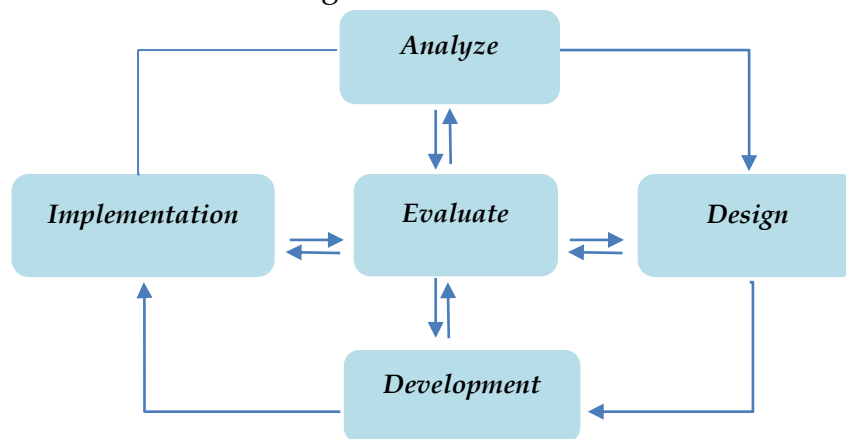 Analyze
Implementation
Evaluate
Design
Development